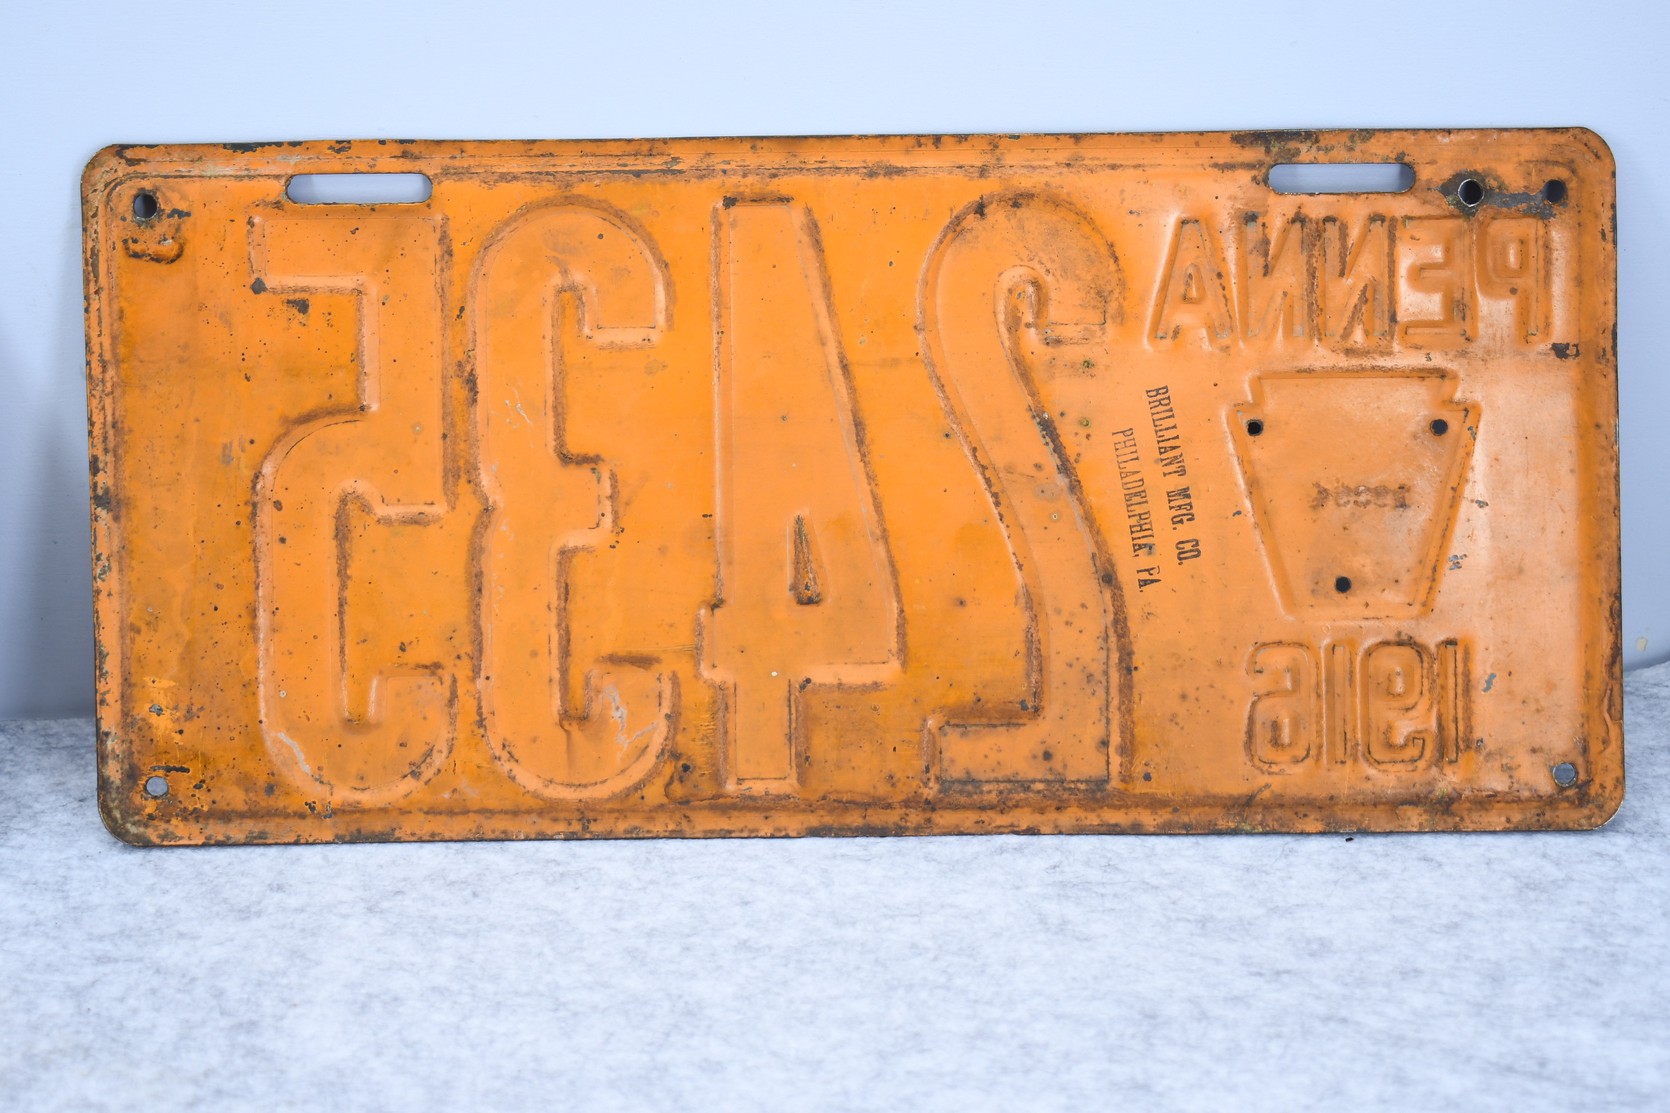 PENNA
1916
2435
BRILLIANT MFG. CO.
PHILADELPHIA, PA.